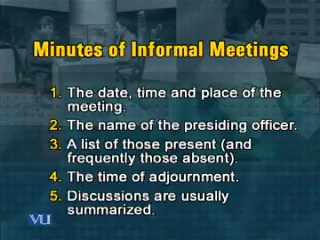 Minutes of Informal Meetings
1. The date, time and place of the
meeting.
2. The name of the presiding officer.
3. A list of those present (and
frequently those absent).
4. The time of adjournment.
5. Discussions are usually
summarized.
VU